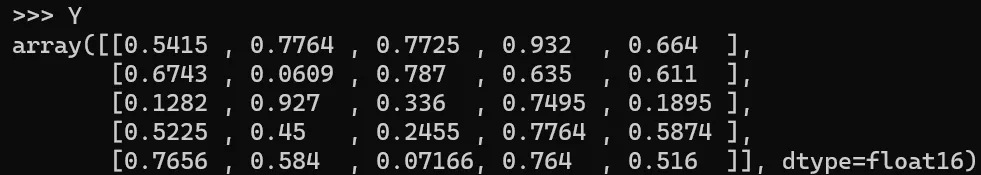 >>> Y
array([[0.5415 , 0.7764 , 0.7725 , 0.932  , 0.664  ],
       [0.6743 , 0.0609 , 0.787  , 0.635  , 0.611  ],
       [0.1282 , 0.927  , 0.336  , 0.7495 , 0.1895 ],
       [0.5225 , 0.45   , 0.2455 , 0.7764 , 0.5874 ],
       [0.7656 , 0.584  , 0.07166, 0.764  , 0.516  ]], dtype=float16)